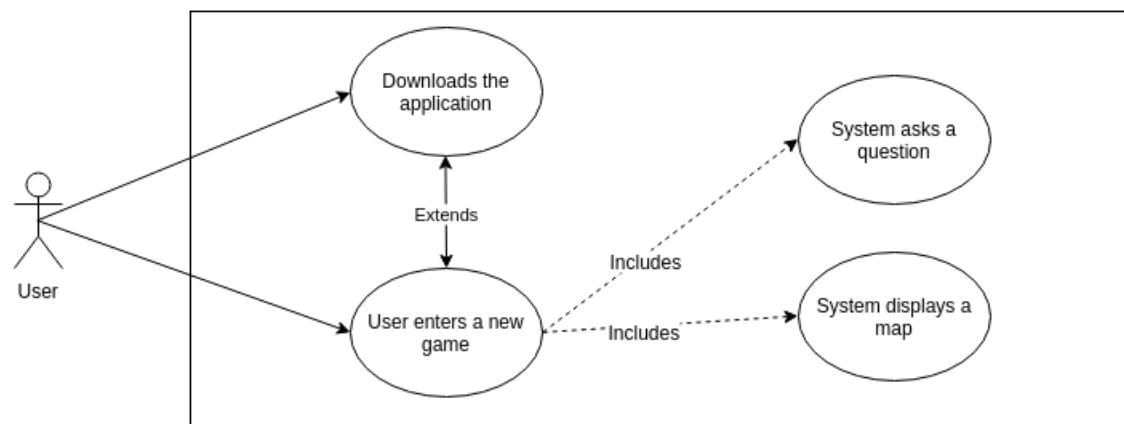 Downloads the
application
System asks a
question
Extends
Includes
User
User enters a new
game
Includes
System displays a
map